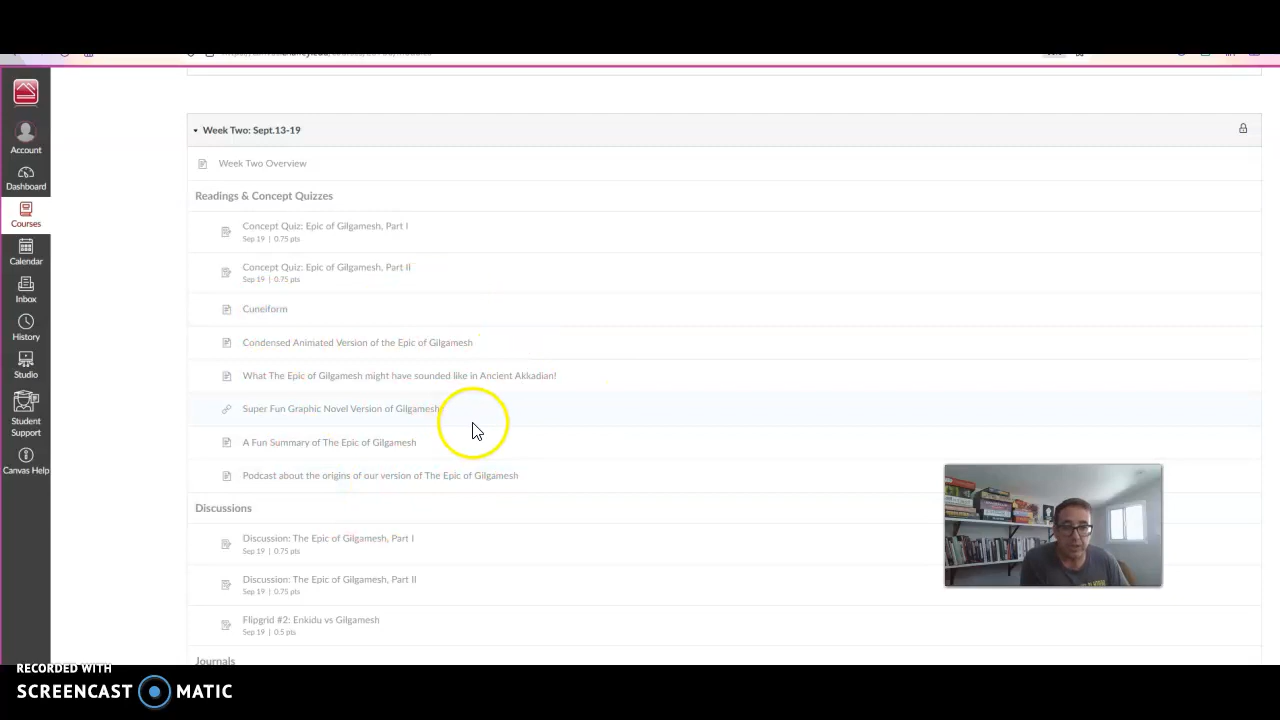 Week Two: Sept.13-19
Week Two Overview
Readings & Concept Quizzes
Concept Quiz: Epic of Gilgamesh, Part I
Sep 19 | 0.75 pts
Concept Quiz: Epic of Gilgamesh, Part II
Sep 19 | 0.75 pts
Cuneiform
Condensed Animated Version of the Epic of Gilgamesh
What The Epic of Gilgamesh might have sounded like in Ancient Akkadian!
Super Fun Graphic Novel Version of Gilgamesh
A Fun Summary of The Epic of Gilgamesh
Podcast about the origins of our version of The Epic of Gilgamesh
Discussions
Discussion: The Epic of Gilgamesh, Part I
Sep 19 | 0.75 pts
Discussion: The Epic of Gilgamesh, Part II
Sep 19 | 0.75 pts
Flipgrid #2: Enkidu vs Gilgamesh
Sep 19 | 0.5 pts
Journals
Account
Dashboard
Courses
Calendar
Inbox
History
Studio
Student
Support
Canvas Help
RECORDED WITH
SCREENCAST MATIC